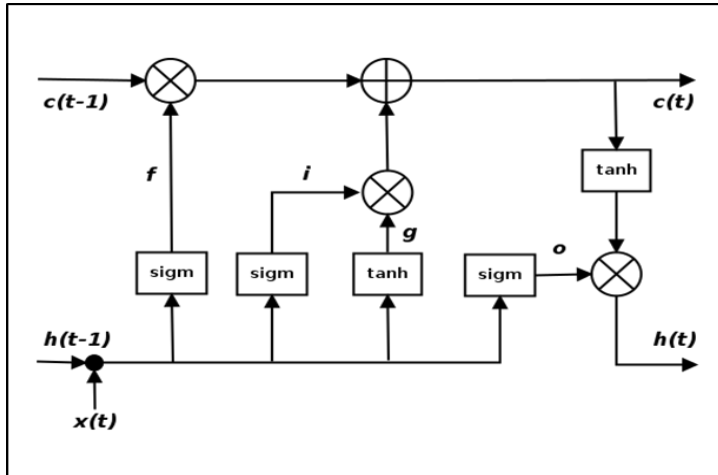 c(t-1)
c(t)
tanh
f
i
g
o
sigm
sigm
tanh
sigm
h(t-1)
h(t)
x(t)